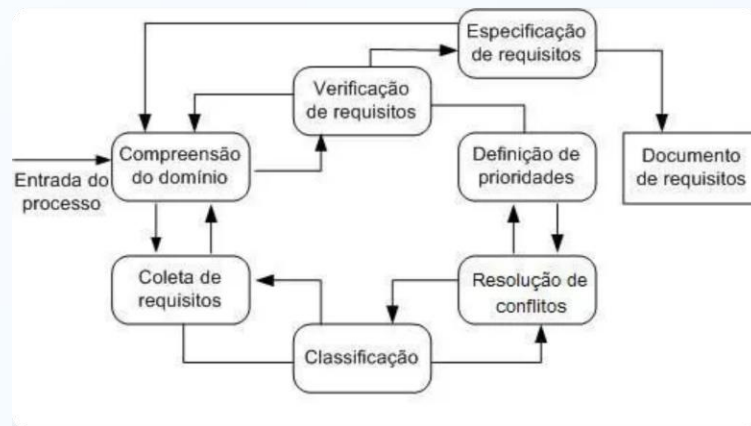 Especificação
de requisitos
Verificação
de requisitos
Compreensão
do domínio
Definição de
prioridades
Documento
de requisitos
Entrada do
processo
Coleta de
requisitos
Resolução de
conflitos
Classificação